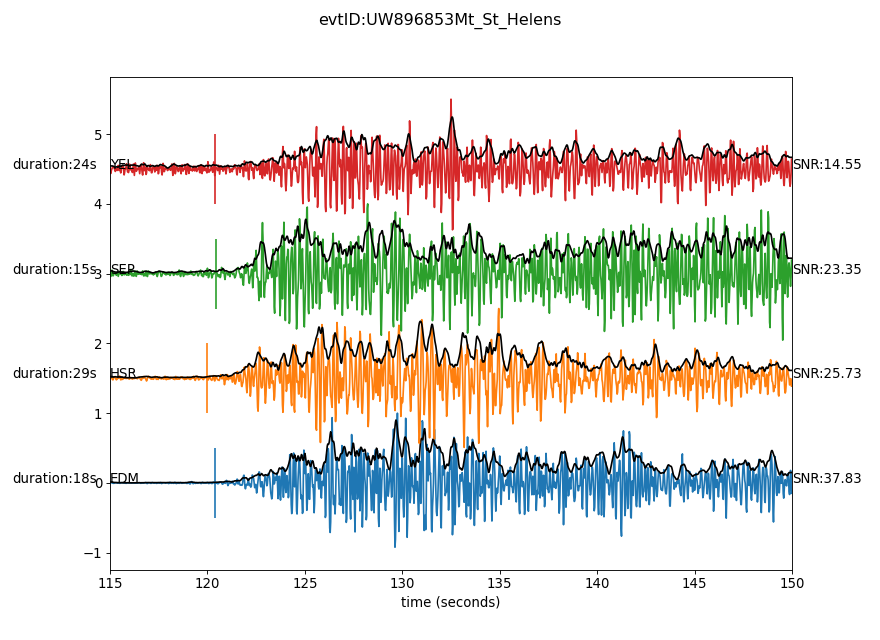 evtID:UW896853Mt_St_Helens
5
duration:24s YEL SNR:14.55
4
duration:15s SEP SNR:23.35
3
2
duration:29s HSR SNR:25.73
1
duration:18s EDM SNR:37.83
0
−1
115 120 125 130 135 140 145 150
time (seconds)